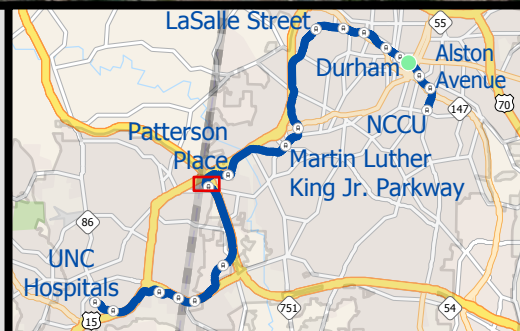 LaSalle Street
55
Durham
Alston
Avenue
147
70
NCCU
Patterson
Place
Martin Luther
King Jr. Parkway
86
UNC
Hospitals
15
751
54